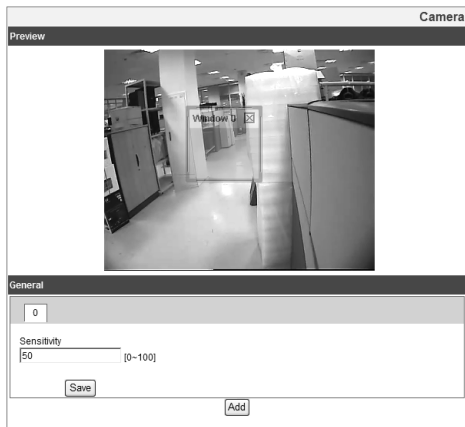 Camera
Preview
Window 0
General
0
Sensitivity
50 [0~100]
Save
Add